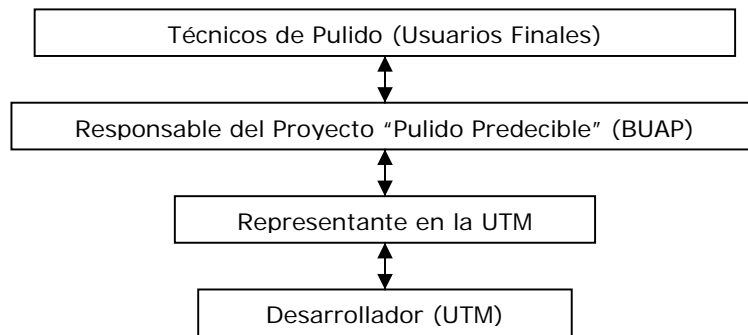 Técnicos de Pulido (Usuarios Finales)
Responsable del Proyecto “Pulido Predecible” (BUAP)
Representante en la UTM
Desarrollador (UTM)